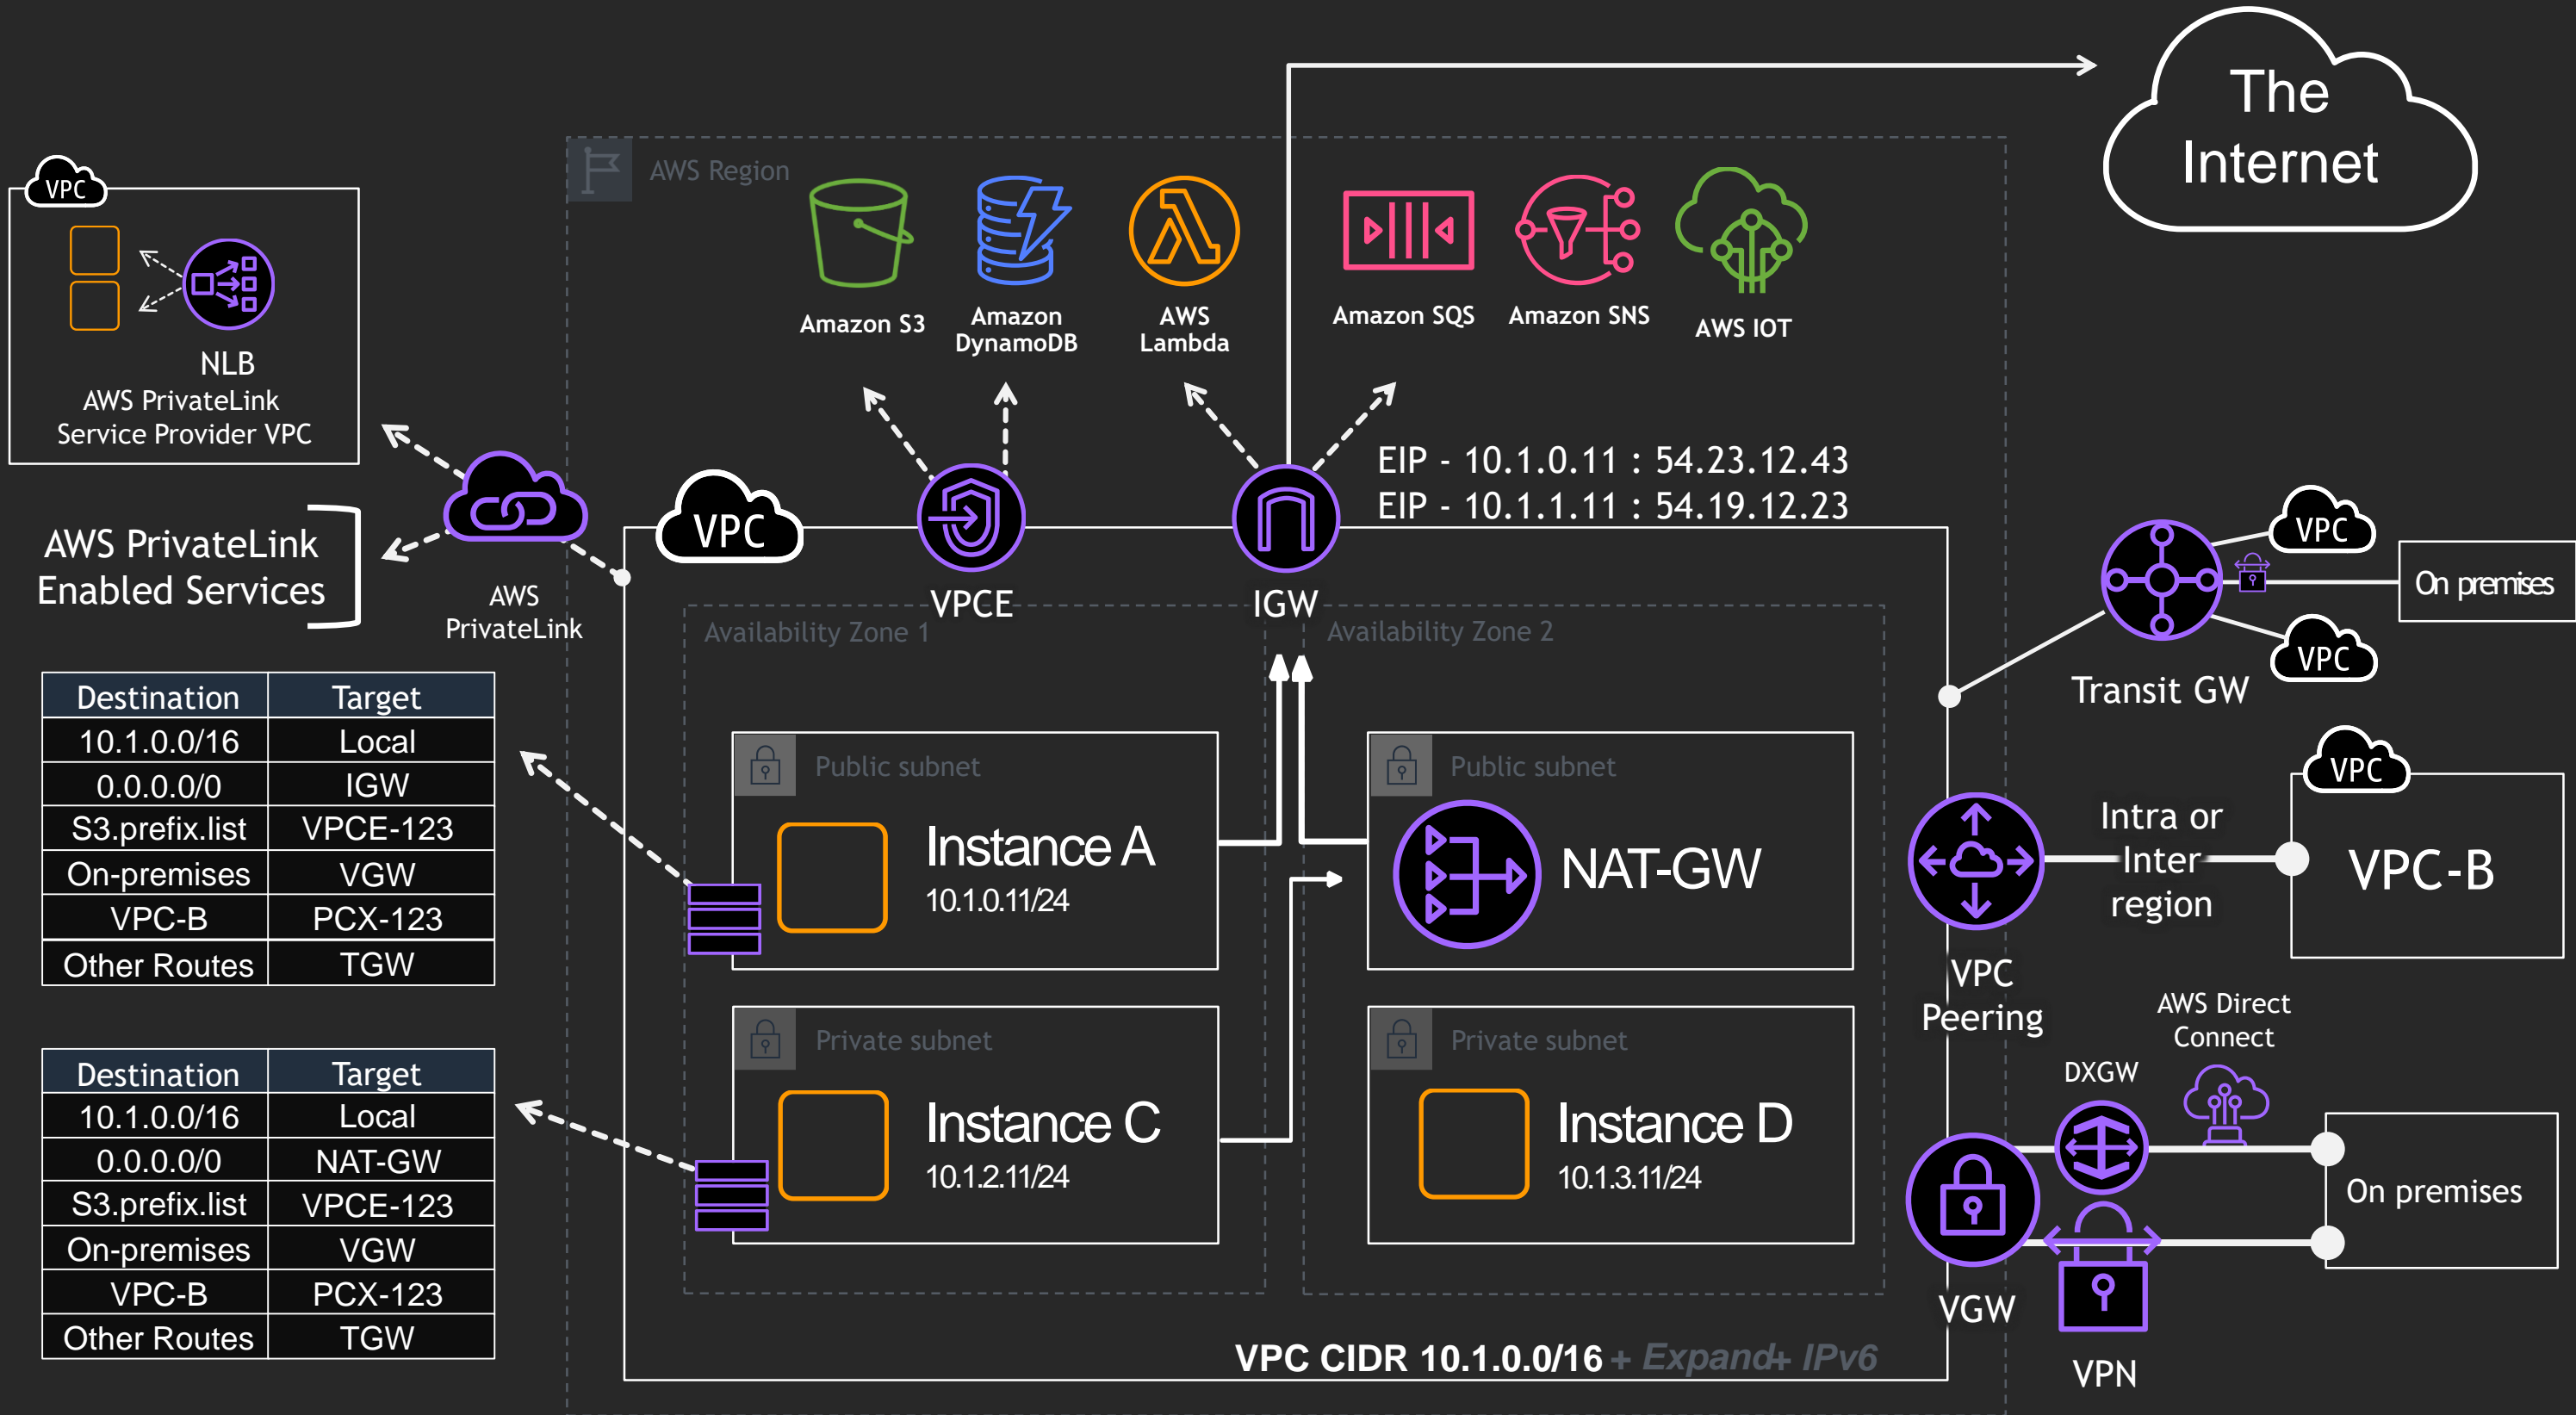 The
Internet
AWS Region
VPC
NLB
AWS PrivateLink
Service Provider VPC
Amazon S3
Amazon
DynamoDB
AWS
Lambda
Amazon SQS
Amazon SNS
AWS IOT
EIP - 10.1.0.11 : 54.23.12.43
EIP - 10.1.1.11 : 54.19.12.23
AWS PrivateLink
Enabled Services
AWS
PrivateLink
VPC
VPCE
IGW
Availability Zone 1
Availability Zone 2
VPC
On premises
VPC
Transit GW
Destination Target
10.1.0.0/16 Local
0.0.0.0/0 IGW
S3.prefix.list VPCE-123
On-premises VGW
VPC-B PCX-123
Other Routes TGW
Public subnet
Instance A
10.1.0.11/24
Public subnet
NAT-GW
VPC
Peering
Intra or
Inter
region
VPC
VPC-B
Destination Target
10.1.0.0/16 Local
0.0.0.0/0 NAT-GW
S3.prefix.list VPCE-123
On-premises VGW
VPC-B PCX-123
Other Routes TGW
Private subnet
Instance C
10.1.2.11/24
Private subnet
Instance D
10.1.3.11/24
AWS Direct
Connect
DXGW
On premises
VGW
VPN
VPC CIDR 10.1.0.0/16 + Expand+ IPv6